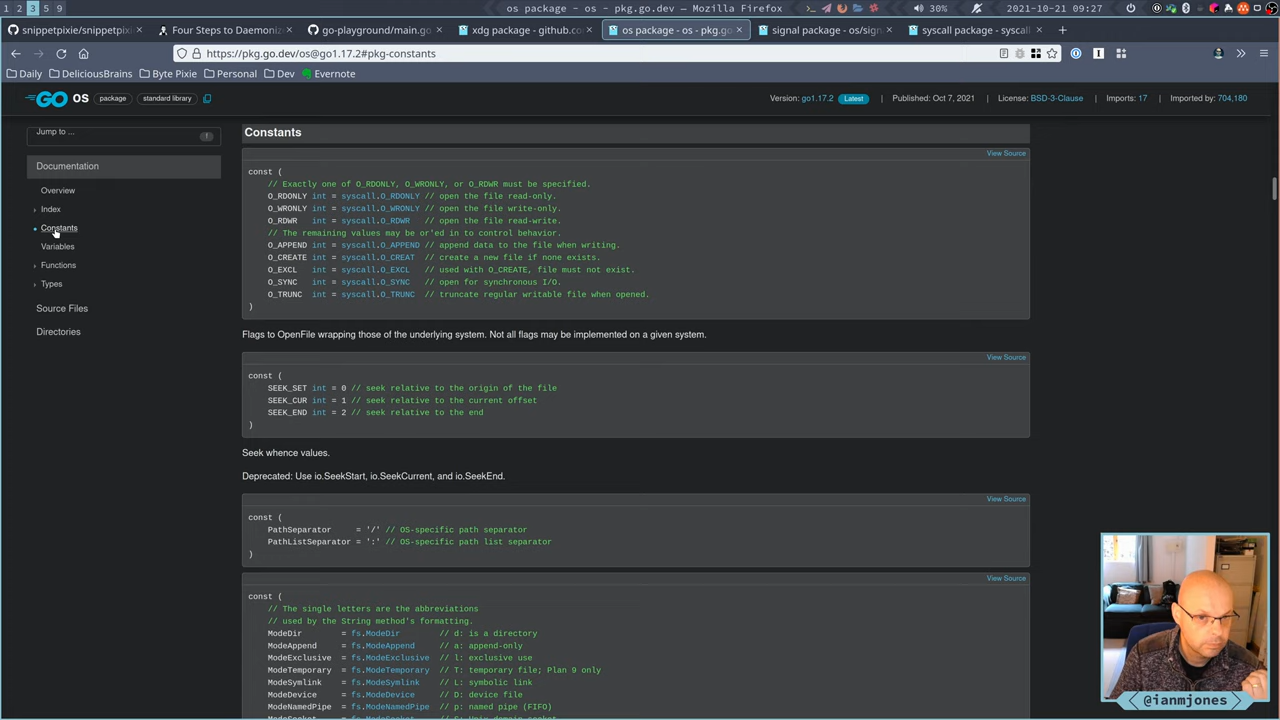 1 2 3 4 5 9
os package - os - pkg.go.dev — Mozilla Firefox
30%
2021-10-21 09:27
snippetpixie/snippetpixi
Four Steps to Daemoniz
go-playground/main.go
xdg package - github.co
os package - os - pkg.go
signal package - os/sign
syscall package - syscall
https://pkg.go.dev/os@go1.17.2#pkg-constants
Daily
DeliciousBrains
Byte Pixie
Personal
Dev
Evernote
GO
os
package
standard library
Version: go1.17.2
Latest
Published: Oct 7, 2021
License: BSD-3-Clause
Imports: 17
Imported by: 704,180
Jump to ...
Documentation
Overview
Index
Constants
Variables
Functions
Types
Source Files
Directories
Constants
View Source
const (
// Exactly one of O_RDONLY, O_WRONLY, or O_RDWR must be specified.
O_RDONLY int = syscall.O_RDONLY // open the file read-only.
O_WRONLY int = syscall.O_WRONLY // open the file write-only.
O_RDWR int = syscall.O_RDWR // open the file read-write.
// The remaining values may be or'ed in to control behavior.
O_APPEND int = syscall.O_APPEND // append data to the file when writing.
O_CREATE int = syscall.O_CREAT // create a new file if none exists.
O_EXCL int = syscall.O_EXCL // used with O_CREATE, file must not exist.
O_SYNC int = syscall.O_SYNC // open for synchronous I/O.
O_TRUNC int = syscall.O_TRUNC // truncate regular writable file when opened.
)
Flags to OpenFile wrapping those of the underlying system. Not all flags may be implemented on a given system.
View Source
const (
SEEK_SET int = 0 // seek relative to the origin of the file
SEEK_CUR int = 1 // seek relative to the current offset
SEEK_END int = 2 // seek relative to the end
)
Seek whence values.
Deprecated: Use io.SeekStart, io.SeekCurrent, and io.SeekEnd.
View Source
const (
PathSeparator = '/' // OS-specific path separator
PathListSeparator = ':' // OS-specific path list separator
)
View Source
const (
// The single letters are the abbreviations
// used by the String method's formatting.
ModeDir = fs.ModeDir // d: is a directory
ModeAppend = fs.ModeAppend // a: append-only
ModeExclusive = fs.ModeExclusive // l: exclusive use
ModeTemporary = fs.ModeTemporary // T: temporary file; Plan 9 only
ModeSymlink = fs.ModeSymlink // L: symbolic link
ModeDevice = fs.ModeDevice // D: device file
ModeNamedPipe = fs.ModeNamedPipe // p: named pipe (FIFO)
@ianmjones